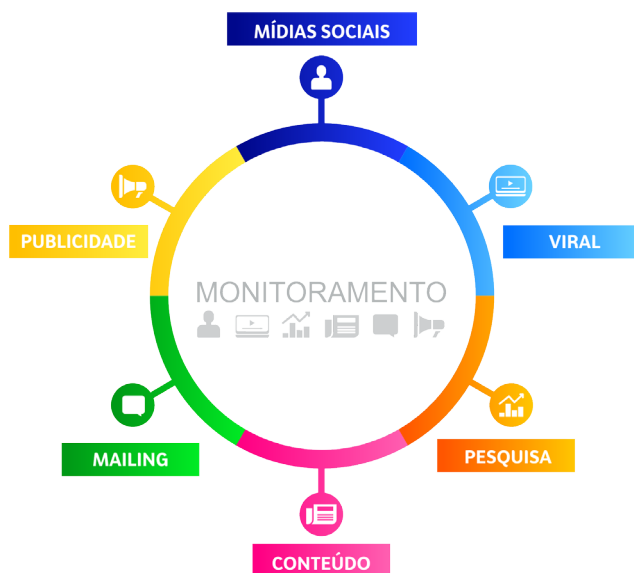 MÍDIAS SOCIAIS
PUBLICIDADE
VIRAL
MONITORAMENTO
MAILING
PESQUISA
CONTEÚDO